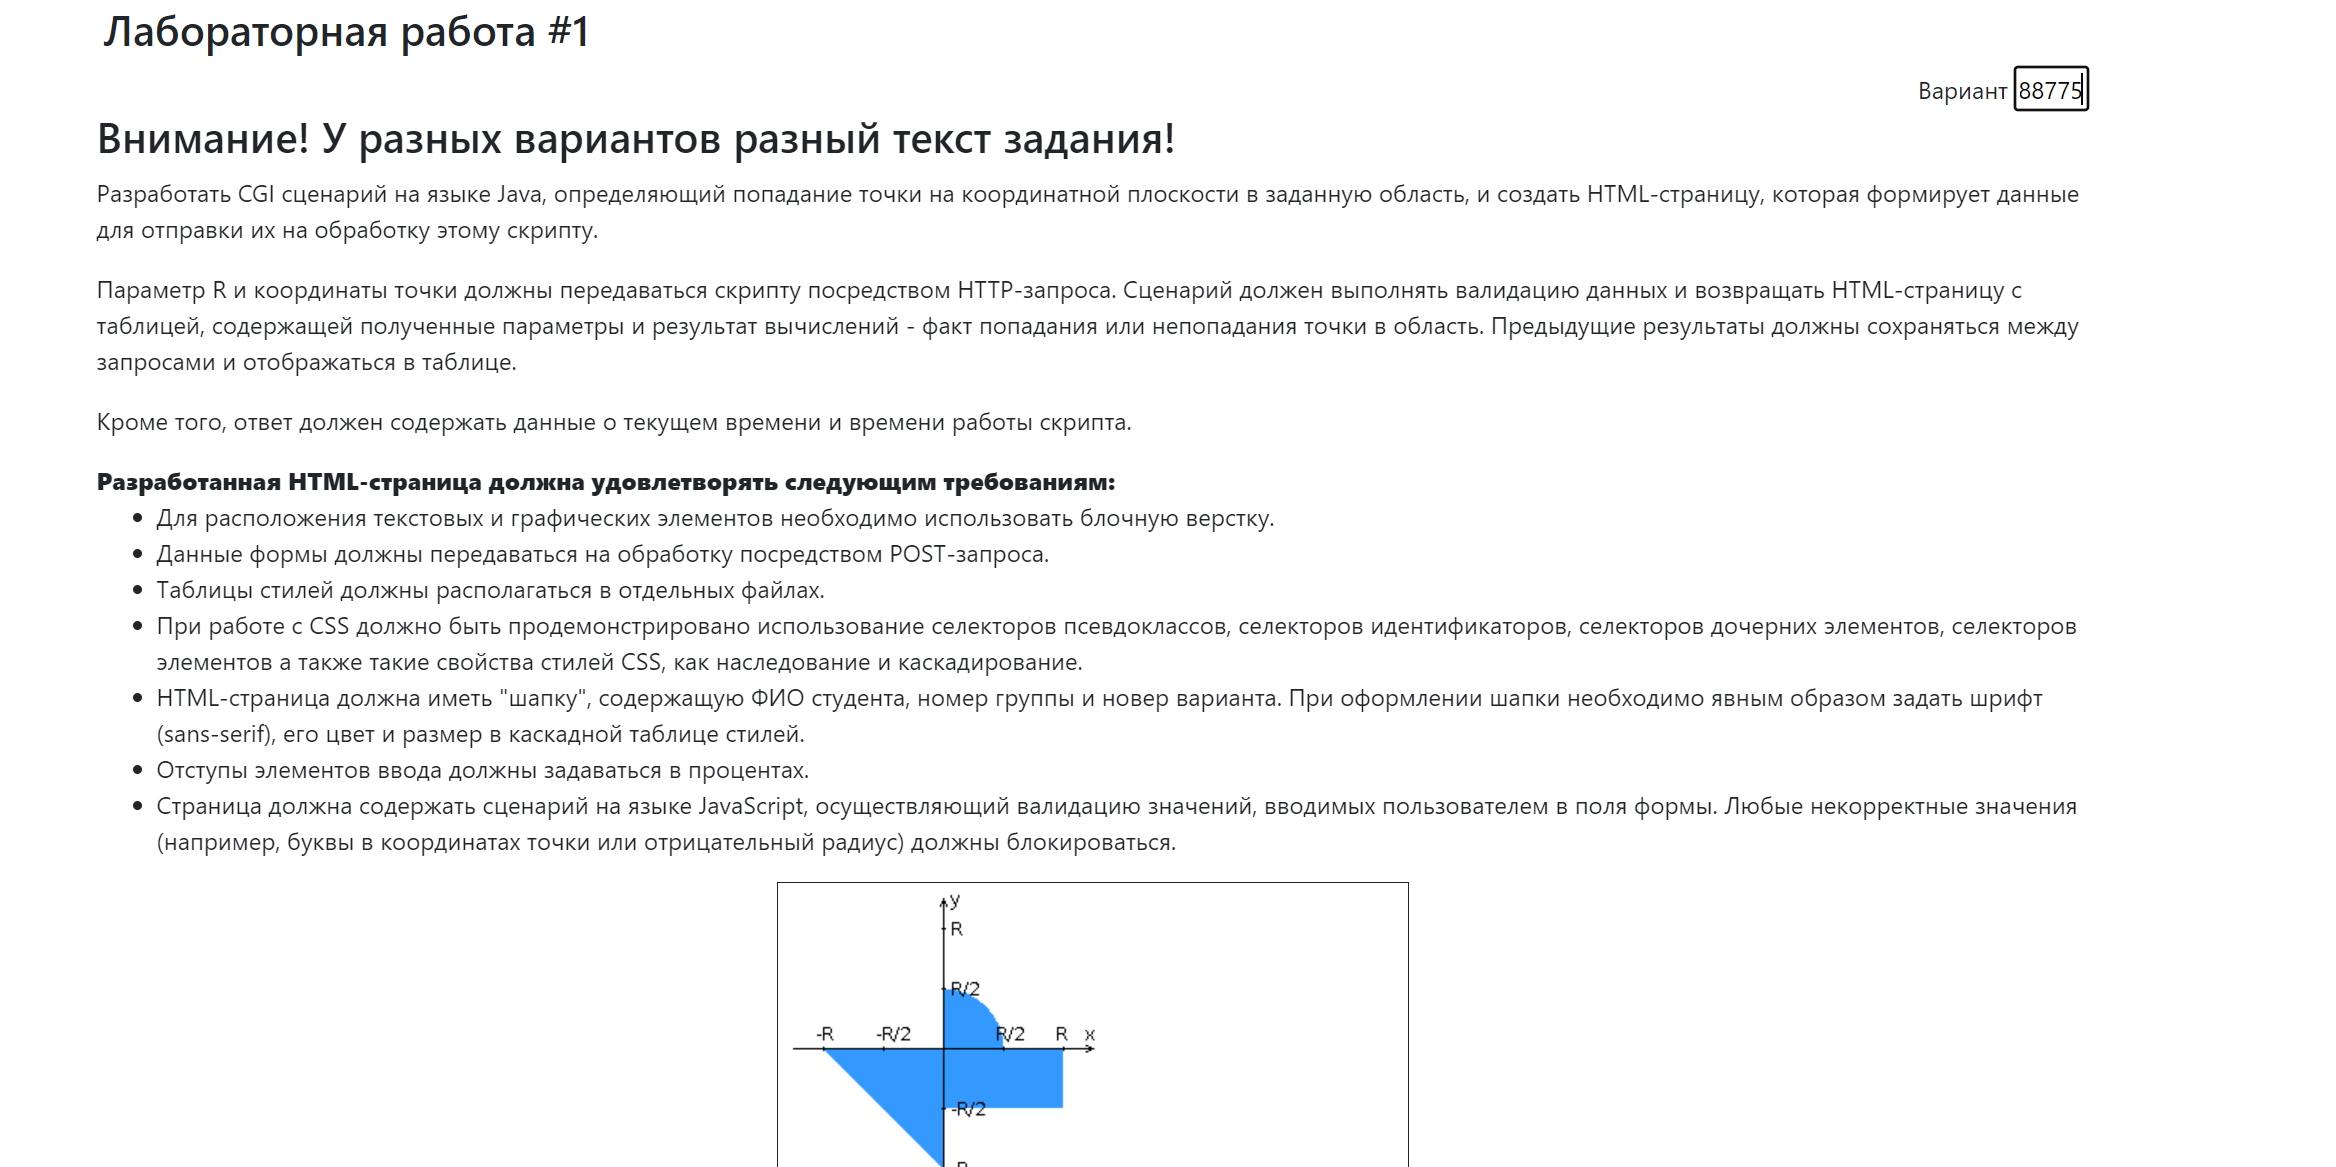 Лабораторная работа #1
Вариант 88775
Внимание! У разных вариантов разный текст задания!
Разработать CGI сценарий на языке Java, определяющий попадание точки на координатной плоскости в заданную область, и создать HTML-страницу, которая формирует данные
для отправки их на обработку этому скрипту.
Параметр R и координаты точки должны передаваться скрипту посредством HTTP-запроса. Сценарий должен выполнять валидацию данных и возвращать HTML-страницу с
таблицей, содержащей полученные параметры и результат вычислений - факт попадания или непопадания точки в область. Предыдущие результаты должны сохраняться между
запросами и отображаться в таблице.
Кроме того, ответ должен содержать данные о текущем времени и времени работы скрипта.
Разработанная HTML-страница должна удовлетворять следующим требованиям:
Для расположения текстовых и графических элементов необходимо использовать блочную верстку.
Данные формы должны передаваться на обработку посредством POST-запроса.
Таблицы стилей должны располагаться в отдельных файлах.
При работе с CSS должно быть продемонстрировано использование селекторов псевдоклассов, селекторов идентификаторов, селекторов дочерних элементов, селекторов
элементов а также такие свойства стилей CSS, как наследование и каскадирование.
HTML-страница должна иметь "шапку", содержащую ФИО студента, номер группы и новер варианта. При оформлении шапки необходимо явным образом задать шрифт
(sans-serif), его цвет и размер в каскадной таблице стилей.
Отступы элементов ввода должны задаваться в процентах.
Страница должна содержать сценарий на языке JavaScript, осуществляющий валидацию значений, вводимых пользователем в поля формы. Любые некорректные значения
(например, буквы в координатах точки или отрицательный радиус) должны блокироваться.
y
R
R/2
-R -R/2 R/2 R x
-R/2